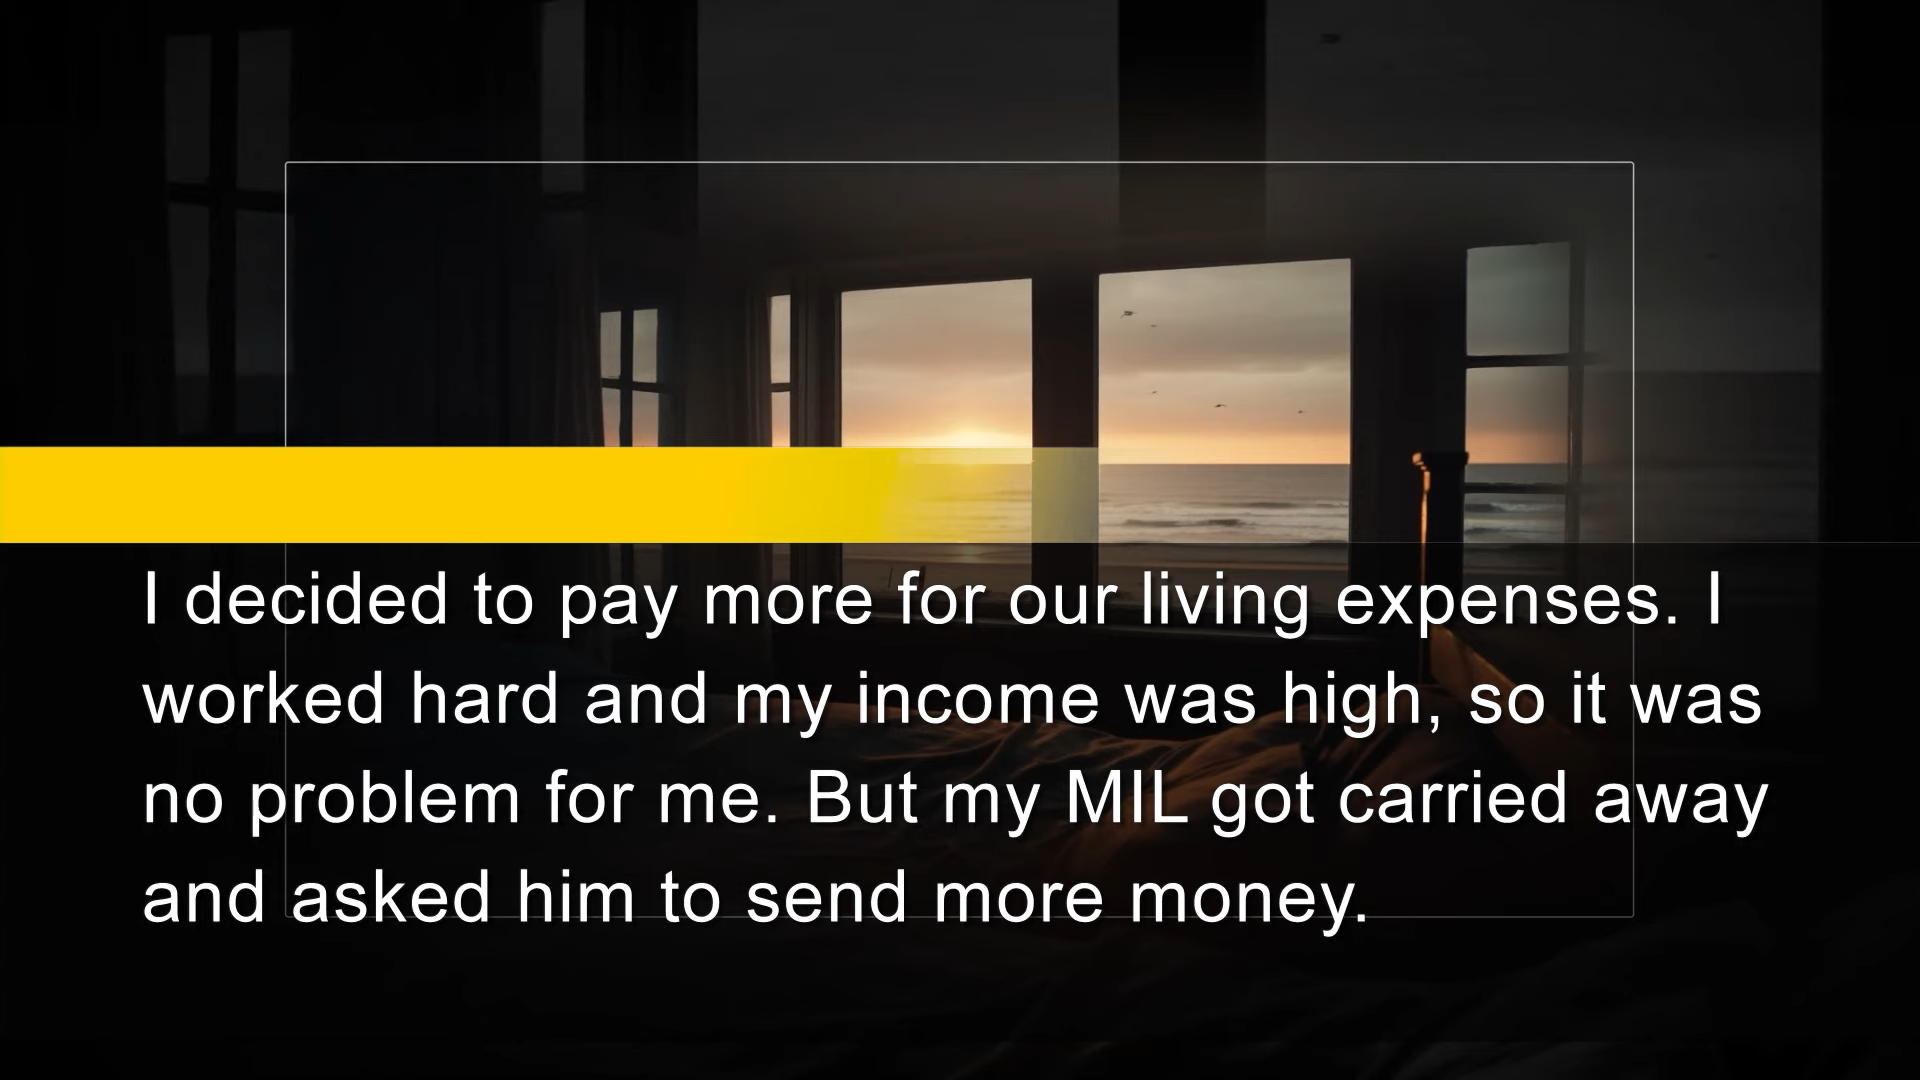 I decided to pay more for our living expenses. I
worked hard and my income was high, so it was
no problem for me. But my MIL got carried away
and asked him to send more money.